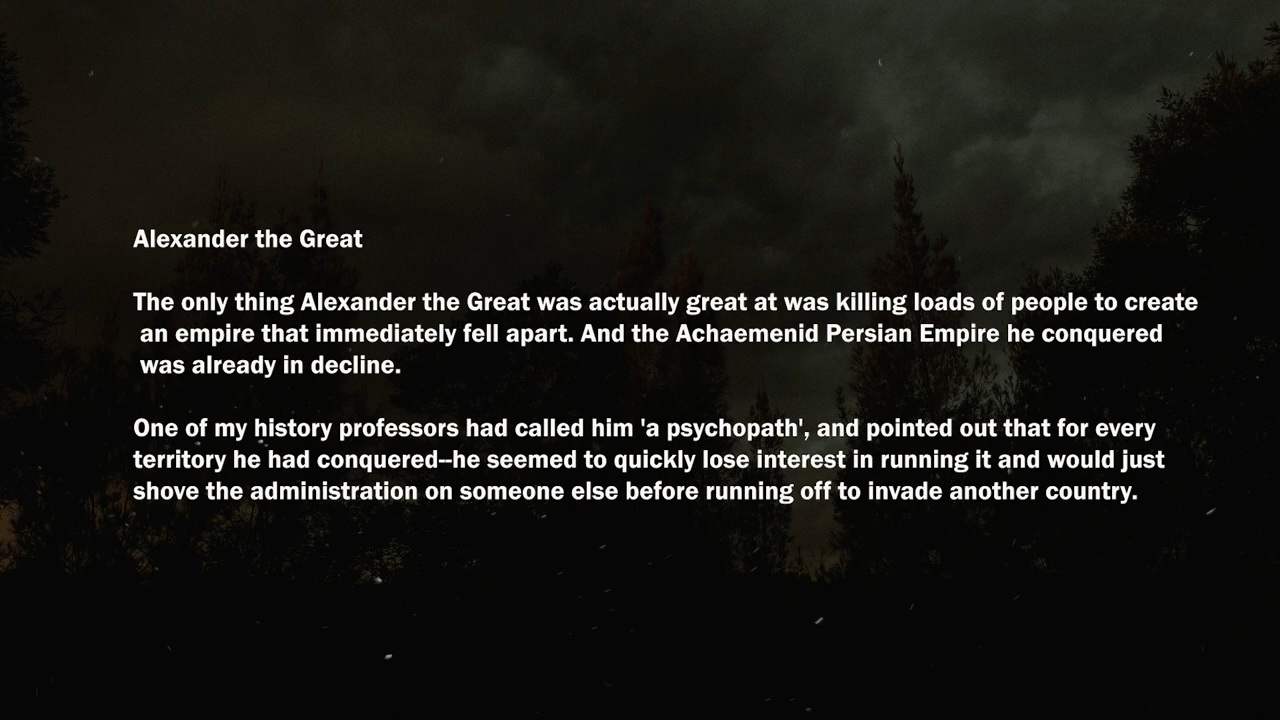 Alexander the Great
The only thing Alexander the Great was actually great at was killing loads of people to create
an empire that immediately fell apart. And the Achaemenid Persian Empire he conquered
was already in decline.
One of my history professors had called him 'a psychopath', and pointed out that for every
territory he had conquered--he seemed to quickly lose interest in running it and would just
shove the administration on someone else before running off to invade another country.